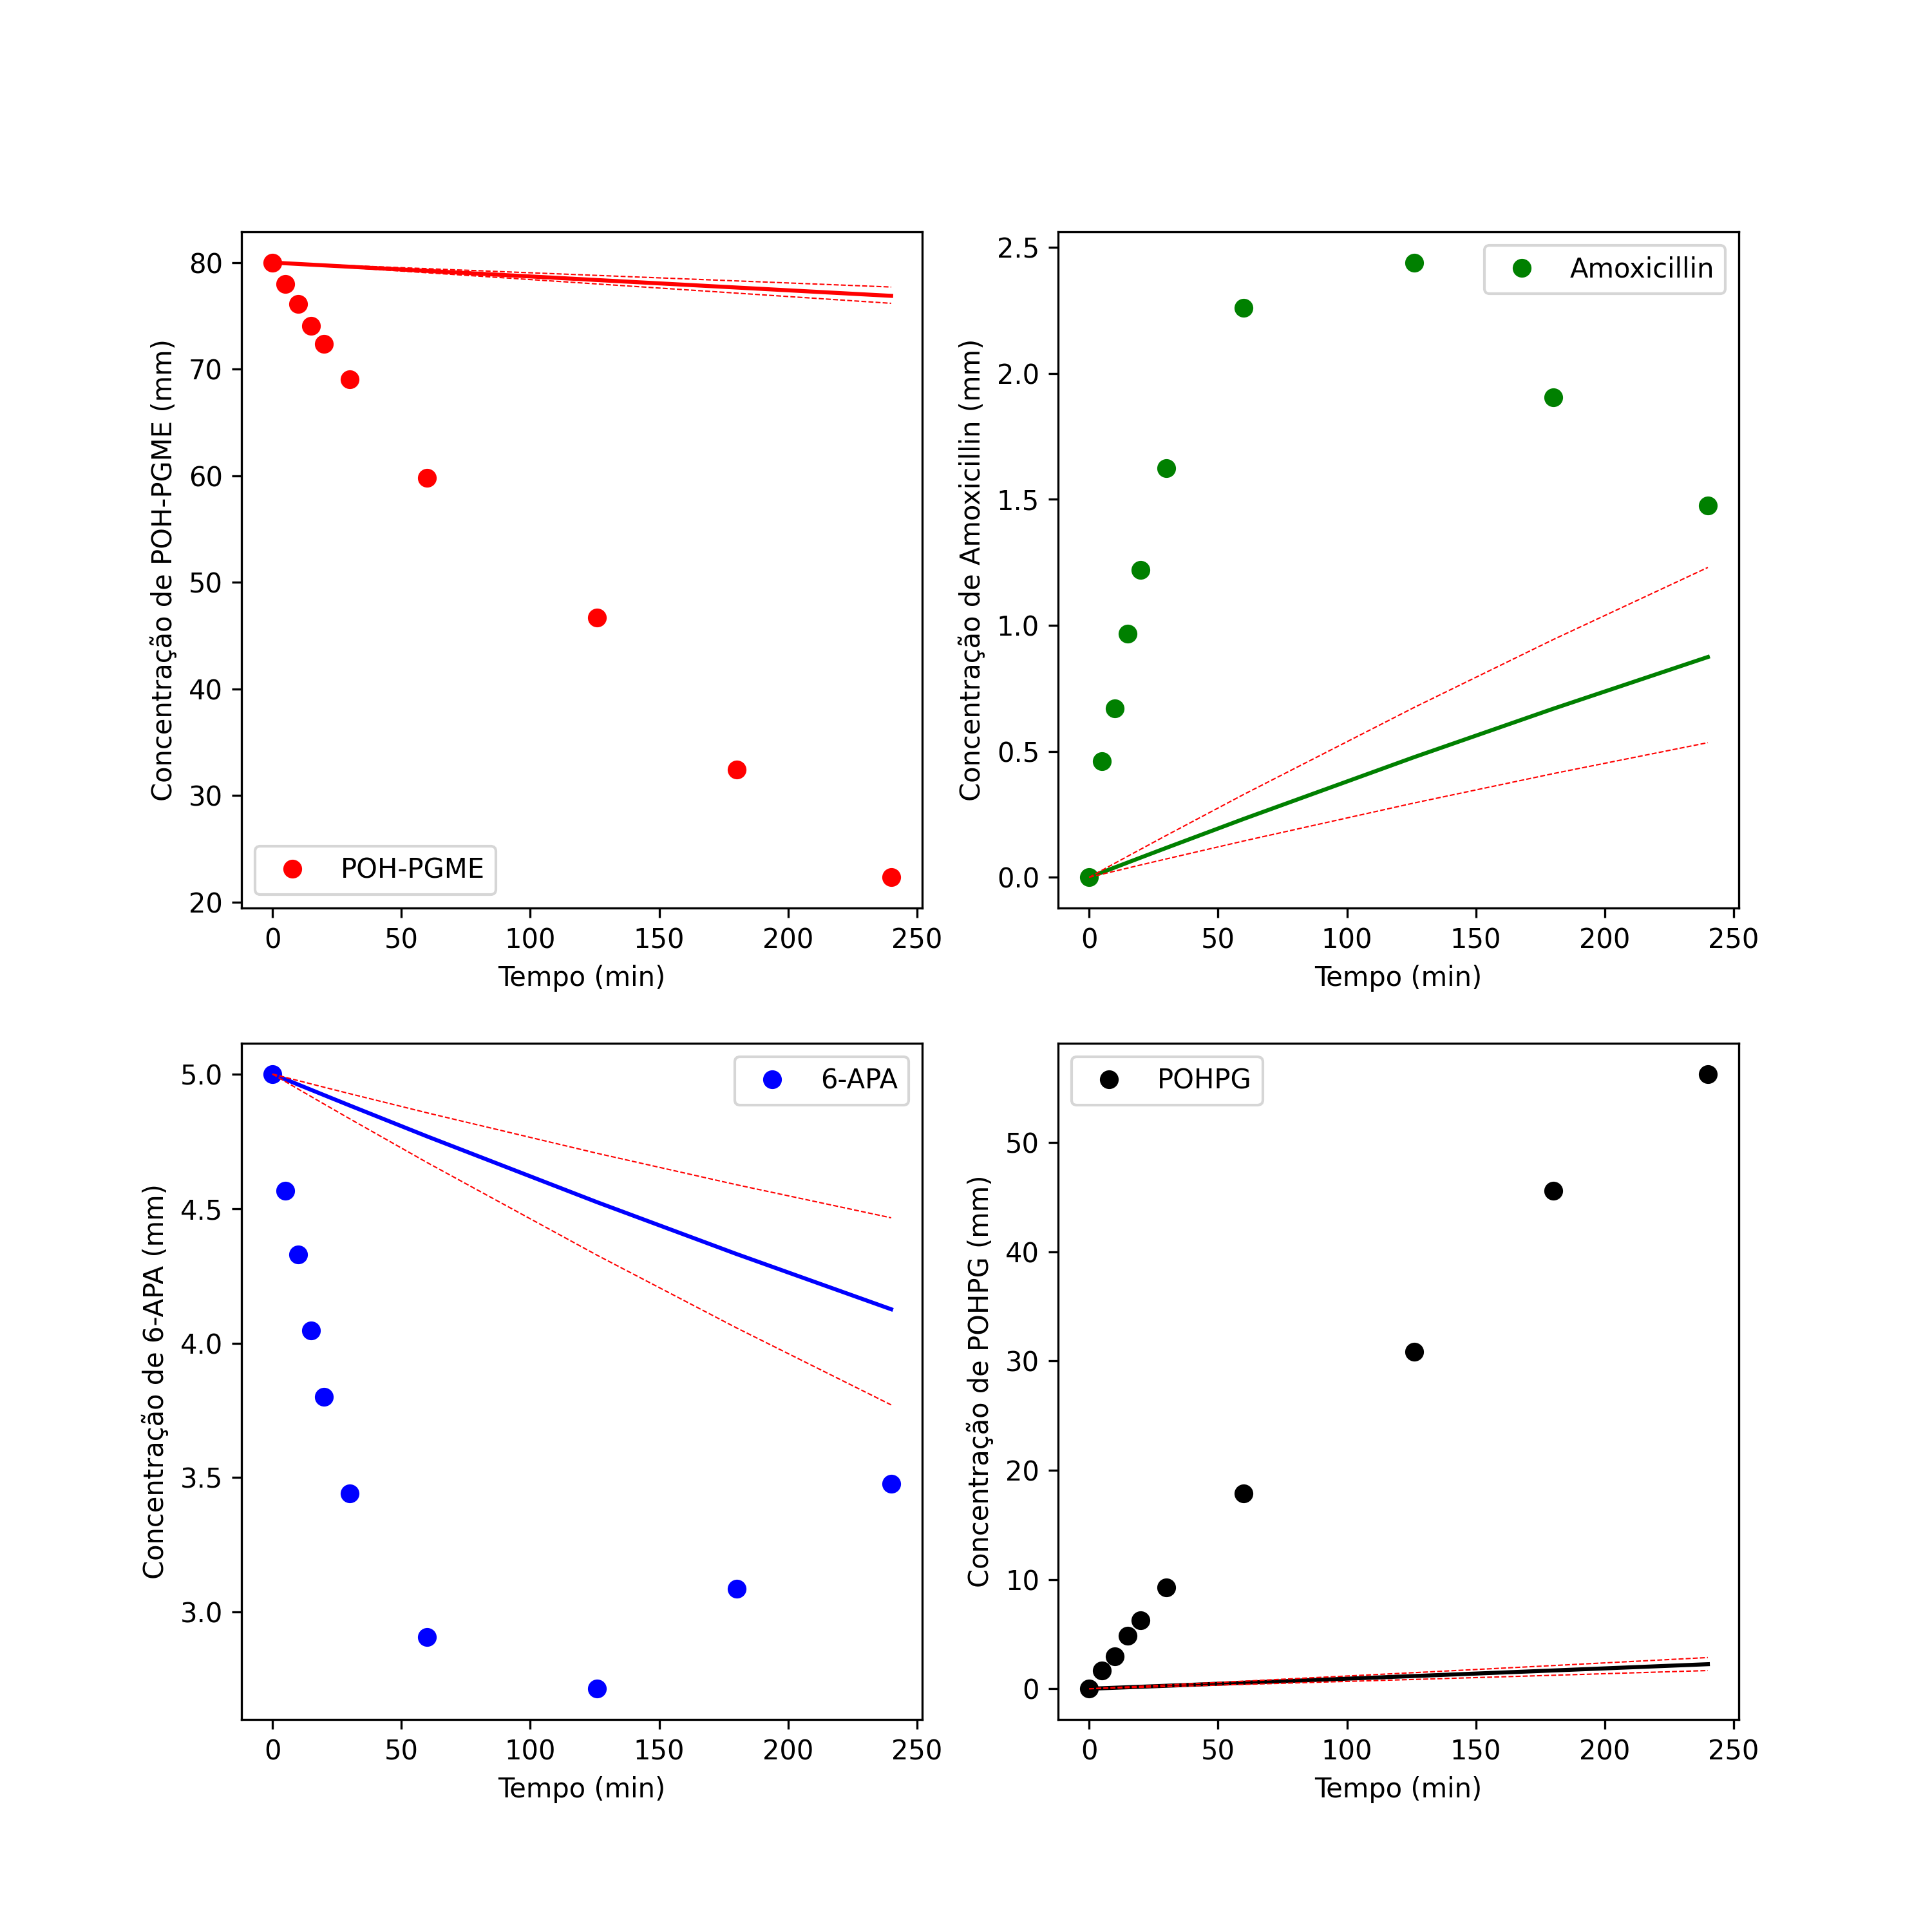 Concentração de POH-PGME (mm)
80
70
60
50
40
30
20
POH-PGME
0 50 100 150 200 250
Tempo (min)
Concentração de Amoxicillin (mm)
2.5
2.0
1.5
1.0
0.5
0.0
Amoxicillin
0 50 100 150 200 250
Tempo (min)
Concentração de 6-APA (mm)
5.0
4.5
4.0
3.5
3.0
6-APA
0 50 100 150 200 250
Tempo (min)
Concentração de POHPG (mm)
50
40
30
20
10
0
POHPG
0 50 100 150 200 250
Tempo (min)